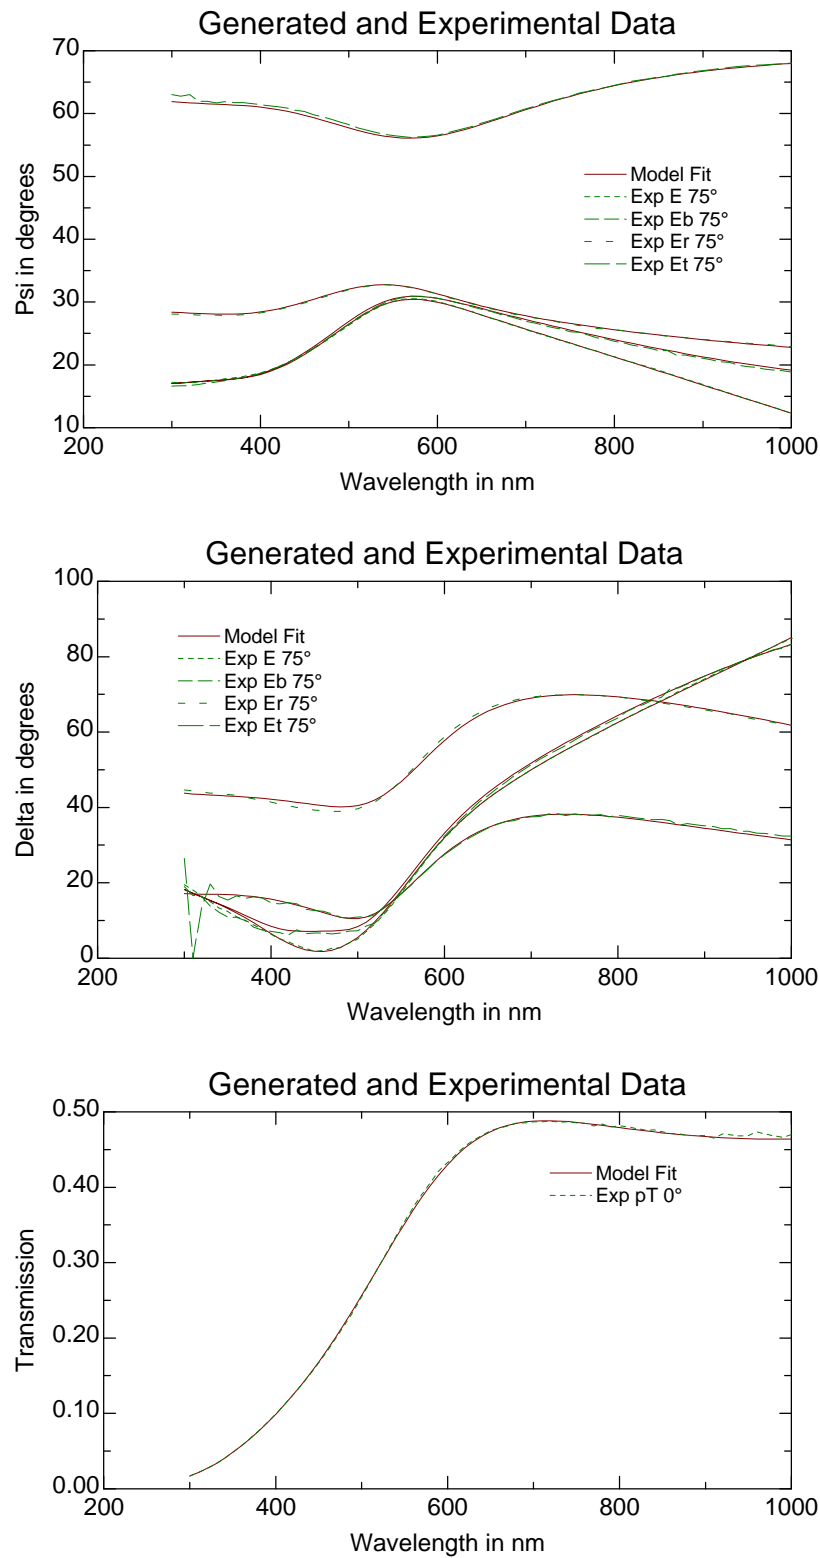 Generated and Experimental Data
70
60
50
40
30
20
10
Psi in degrees
Model Fit
Exp E 75°
Exp Eb 75°
Exp Er 75°
Exp Et 75°
200 400 600 800 1000
Wavelength in nm
Generated and Experimental Data
100
80
60
40
20
0
Delta in degrees
Model Fit
Exp E 75°
Exp Eb 75°
Exp Er 75°
Exp Et 75°
200 400 600 800 1000
Wavelength in nm
Generated and Experimental Data
0.50
0.40
0.30
0.20
0.10
0.00
Transmission
Model Fit
Exp pT 0°
200 400 600 800 1000
Wavelength in nm